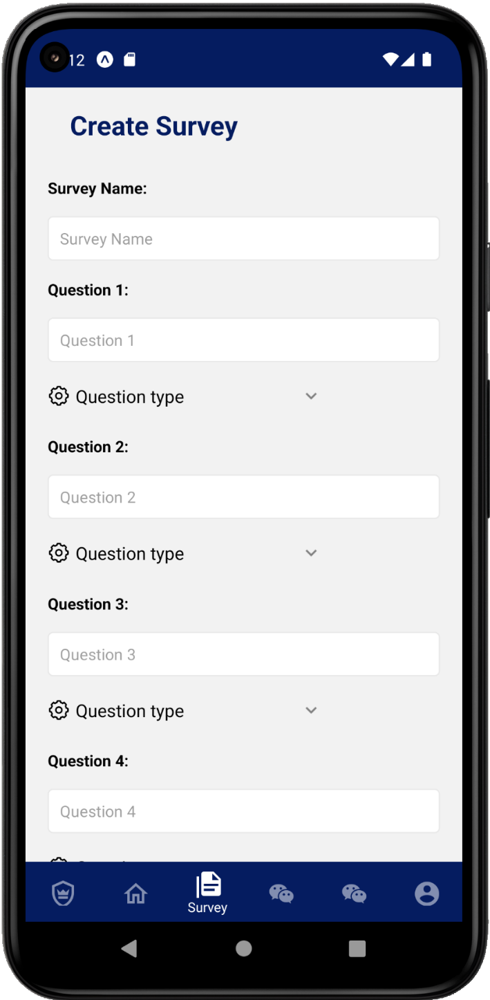 12
Create Survey
Survey Name:
Survey Name
Question 1:
Question 1
Question type
Question 2:
Question 2
Question type
Question 3:
Question 3
Question type
Question 4:
Question 4
Survey